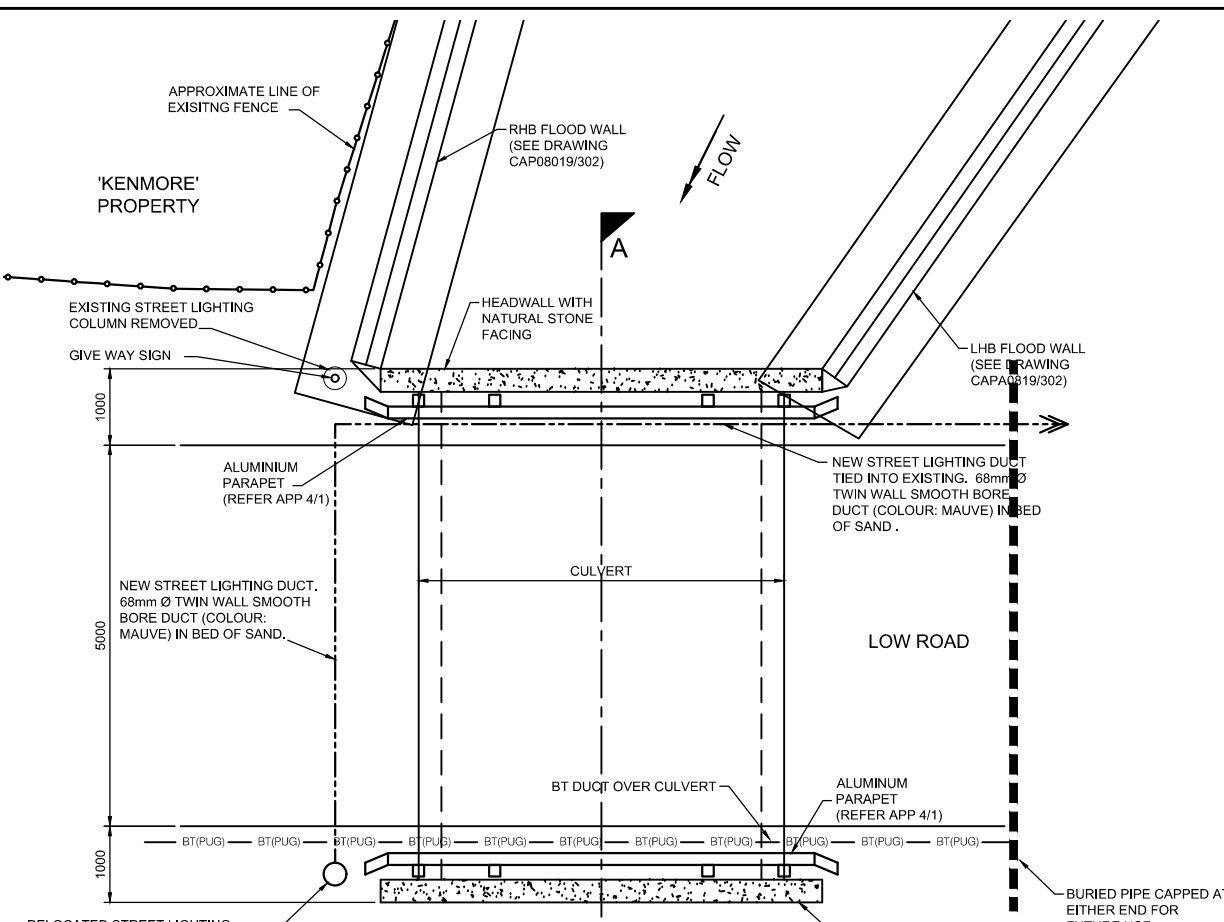 APPROXIMATE LINE OF
EXISITNG FENCE
RHB FLOOD WALL
(SEE DRAWING
CAP08019/302)
FLOW
'KENMORE'
PROPERTY
A
EXISTING STREET LIGHTING
COLUMN REMOVED
GIVE WAY SIGN
HEADWALL WITH
NATURAL STONE
FACING
LHB FLOOD WALL
(SEE DRAWING
CAPA0819/302)
1000
ALUMINIUM
PARAPET
(REFER APP 4/1)
NEW STREET LIGHTING DUCT
TIED INTO EXISTING. 68mm Ø
TWIN WALL SMOOTH BORE
DUCT (COLOUR: MAUVE) IN BED
OF SAND .
CULVERT
NEW STREET LIGHTING DUCT.
68mm Ø TWIN WALL SMOOTH
BORE DUCT (COLOUR:
MAUVE) IN BED OF SAND.
5000
LOW ROAD
BT DUCT OVER CULVERT
ALUMINUM
PARAPET
(REFER APP 4/1)
BT(PUG) BT(PUG) BT(PUG) BT(PUG) BT(PUG) BT(PUG) BT(PUG) BT(PUG) BT(PUG) BT(PUG) BT(PUG)
1000
BURIED PIPE CAPPED AT
EITHER END FOR
FUTURE USE
RELOCATED STREET LIGHTING